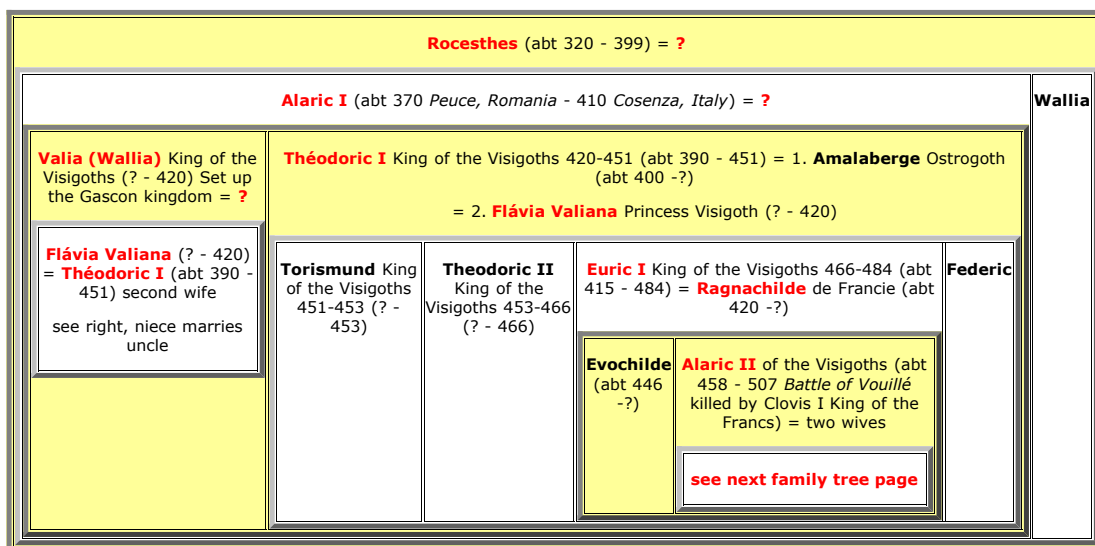 Rocesthes (abt 320 - 399) = ?
Alaric I (abt 370 Peuce, Romania - 410 Cosenza, Italy) = ?
Wallia
Valia (Wallia) King of the
Visigoths (? - 420) Set up
the Gascon kingdom = ?
Flávia Valiana (? - 420)
= Théodoric I (abt 390 -
451) second wife
see right, niece marries
uncle
Théodoric I King of the Visigoths 420-451 (abt 390 - 451) = 1. Amalaberge Ostrogoth
(abt 400 -?)
= 2. Flávia Valiana Princess Visigoth (? - 420)
Torismund King
of the Visigoths
451-453 (? -
453)
Theodoric II
King of the
Visigoths 453-466
(? - 466)
Euric I King of the Visigoths 466-484 (abt
415 - 484) = Ragnachilde de Francie (abt
420 -?)
Evochilde
(abt 446
-?)
Alaric II of the Visigoths (abt
458 - 507 Battle of Vouillé
killed by Clovis I King of the
Francs) = two wives
see next family tree page
Federic